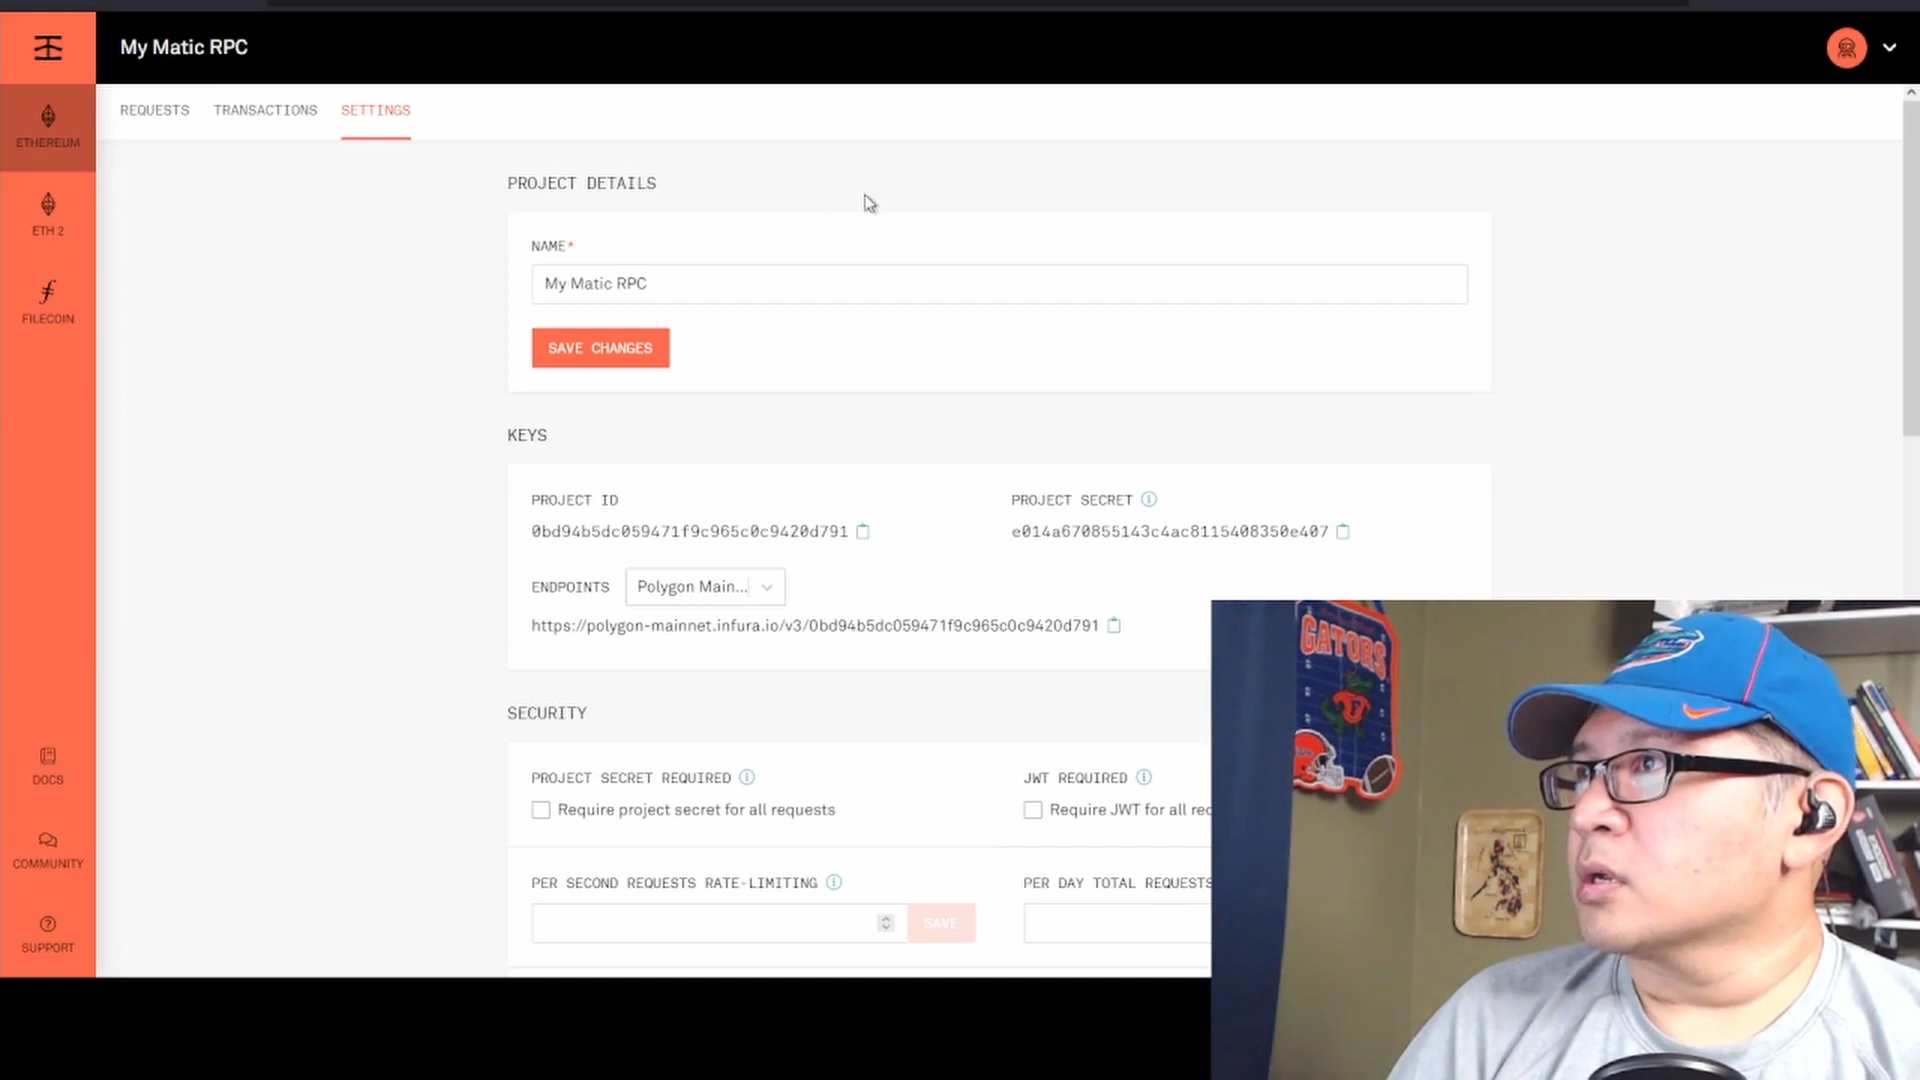 My Matic RPC
REQUESTS TRANSACTIONS SETTINGS
ETHEREUM
ETH 2
FILECOIN
DOCS
COMMUNITY
SUPPORT
PROJECT DETAILS
NAME*
My Matic RPC
SAVE CHANGES
KEYS
PROJECT ID PROJECT SECRET
0bd94b5dc059471f9c965c0c9420d791 e014a670855143c4ac8115408350e407
ENDPOINTS Polygon Main...
https://polygon-mainnet.infura.io/v3/0bd94b5dc059471f9c965c0c9420d791
SECURITY
PROJECT SECRET REQUIRED JWT REQUIRED
Require project secret for all requests Require JWT for all rec
PER SECOND REQUESTS RATE-LIMITING PER DAY TOTAL REQUESTS
SAVE
GATORS